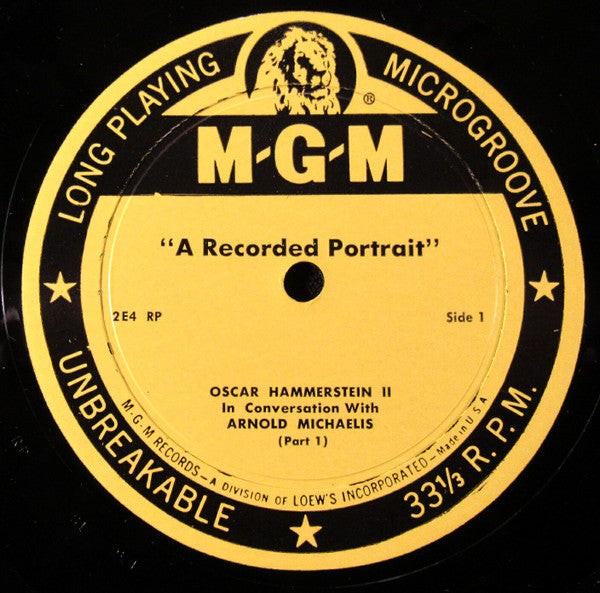 LONG PLAYING
MICROGROOVE
®
M-G-M
"A Recorded Portrait"
2E4 RP
Side 1
OSCAR HAMMERSTEIN II
In Conversation With
ARNOLD MICHAELIS
(Part 1)
M-G-M RECORDS—A DIVISION OF LOEW'S INCORPORATED—Made in U S A
UNBREAKABLE
33⅓ R. P. M.